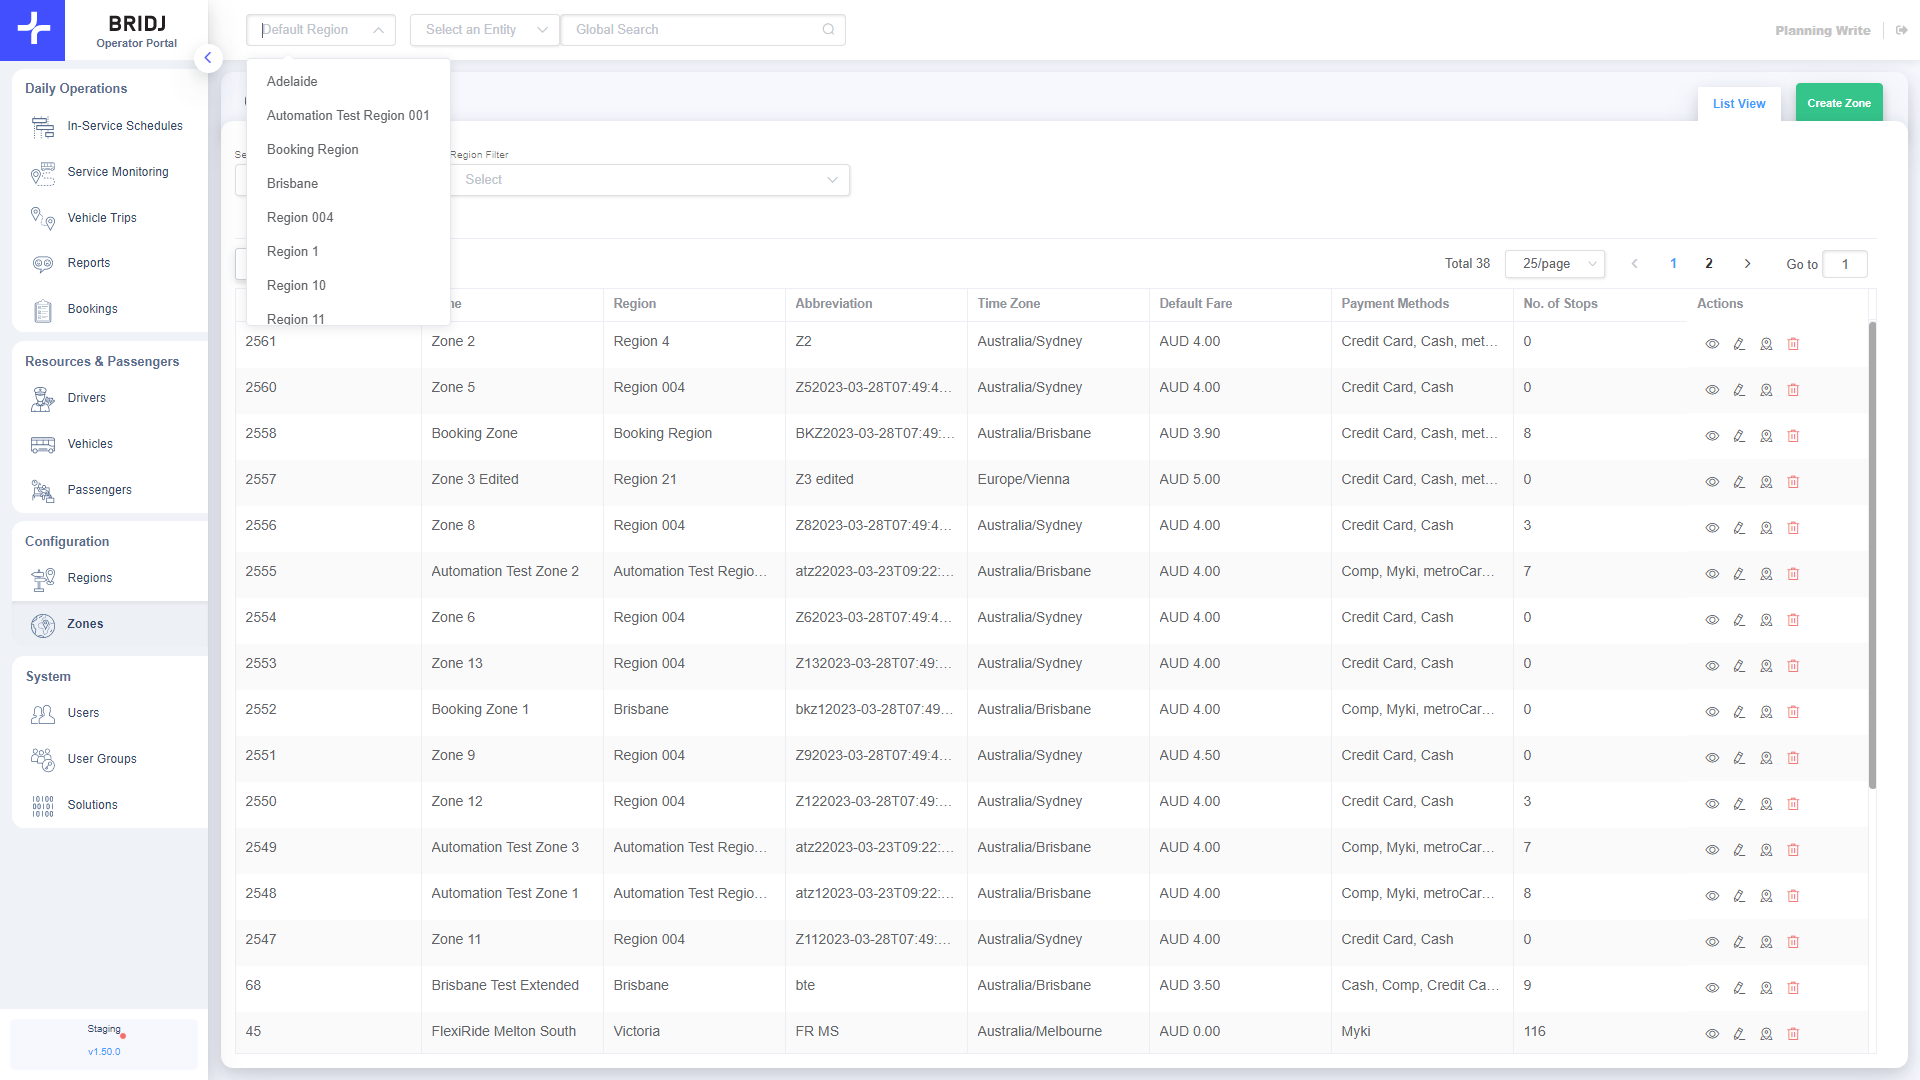 BRIDJ
Operator Portal
Default Region
Select an Entity
Global Search
Planning Write
Daily Operations
In-Service Schedules
Service Monitoring
Vehicle Trips
Reports
Bookings
Resources & Passengers
Drivers
Vehicles
Passengers
Configuration
Regions
Zones
System
Users
User Groups
Solutions
Staging
v1.50.0
Adelaide
Automation Test Region 001
Booking Region
Brisbane
Region 004
Region 1
Region 10
Region 11
List View
Create Zone
Se
Region Filter
Select
Total 38
25/page
1
2
Go to
1
ne Region Abbreviation Time Zone Default Fare Payment Methods No. of Stops Actions
2561 Zone 2 Region 4 Z2 Australia/Sydney AUD 4.00 Credit Card, Cash, met... 0
2560 Zone 5 Region 004 Z52023-03-28T07:49:4... Australia/Sydney AUD 4.00 Credit Card, Cash 0
2558 Booking Zone Booking Region BKZ2023-03-28T07:49:... Australia/Brisbane AUD 3.90 Credit Card, Cash, met... 8
2557 Zone 3 Edited Region 21 Z3 edited Europe/Vienna AUD 5.00 Credit Card, Cash, met... 0
2556 Zone 8 Region 004 Z82023-03-28T07:49:4... Australia/Sydney AUD 4.00 Credit Card, Cash 3
2555 Automation Test Zone 2 Automation Test Regio... atz22023-03-23T09:22:... Australia/Brisbane AUD 4.00 Comp, Myki, metroCar... 7
2554 Zone 6 Region 004 Z62023-03-28T07:49:4... Australia/Sydney AUD 4.00 Credit Card, Cash 0
2553 Zone 13 Region 004 Z132023-03-28T07:49:... Australia/Sydney AUD 4.00 Credit Card, Cash 0
2552 Booking Zone 1 Brisbane bkz12023-03-28T07:49... Australia/Brisbane AUD 4.00 Comp, Myki, metroCar... 0
2551 Zone 9 Region 004 Z92023-03-28T07:49:4... Australia/Sydney AUD 4.50 Credit Card, Cash 0
2550 Zone 12 Region 004 Z122023-03-28T07:49:... Australia/Sydney AUD 4.00 Credit Card, Cash 3
2549 Automation Test Zone 3 Automation Test Regio... atz22023-03-23T09:22:... Australia/Brisbane AUD 4.00 Comp, Myki, metroCar... 7
2548 Automation Test Zone 1 Automation Test Regio... atz12023-03-23T09:22:... Australia/Brisbane AUD 4.00 Comp, Myki, metroCar... 8
2547 Zone 11 Region 004 Z112023-03-28T07:49:... Australia/Sydney AUD 4.00 Credit Card, Cash 0
68 Brisbane Test Extended Brisbane bte Australia/Brisbane AUD 3.50 Cash, Comp, Credit Ca... 9
45 FlexiRide Melton South Victoria FR MS Australia/Melbourne AUD 0.00 Myki 116